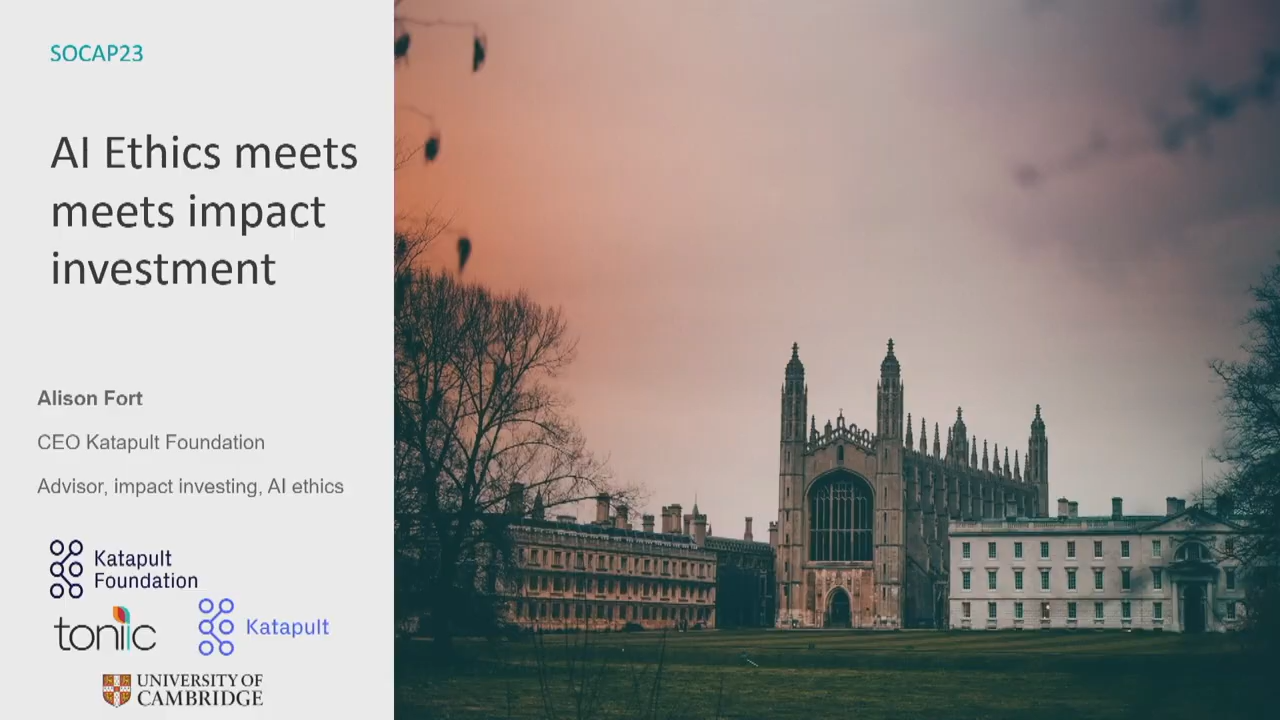 SOCAP23
AI Ethics meets
meets impact
investment
Alison Fort
CEO Katapult Foundation
Advisor, impact investing, AI ethics
Katapult
Foundation
toniic
Katapult
UNIVERSITY OF
CAMBRIDGE